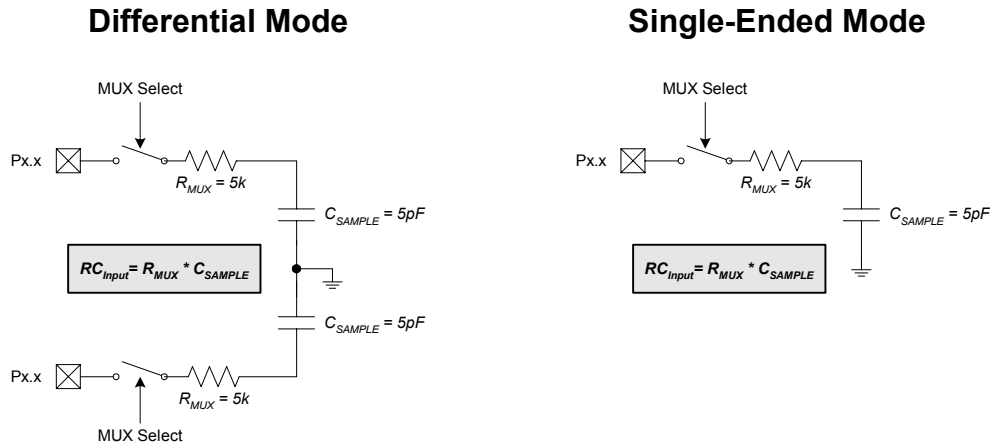 Differential Mode
MUX Select
Px.x
R_MUX = 5k
C_SAMPLE = 5pF
RC_Input = R_MUX * C_SAMPLE
C_SAMPLE = 5pF
Px.x
R_MUX = 5k
MUX Select
Single-Ended Mode
MUX Select
Px.x
R_MUX = 5k
C_SAMPLE = 5pF
RC_Input = R_MUX * C_SAMPLE